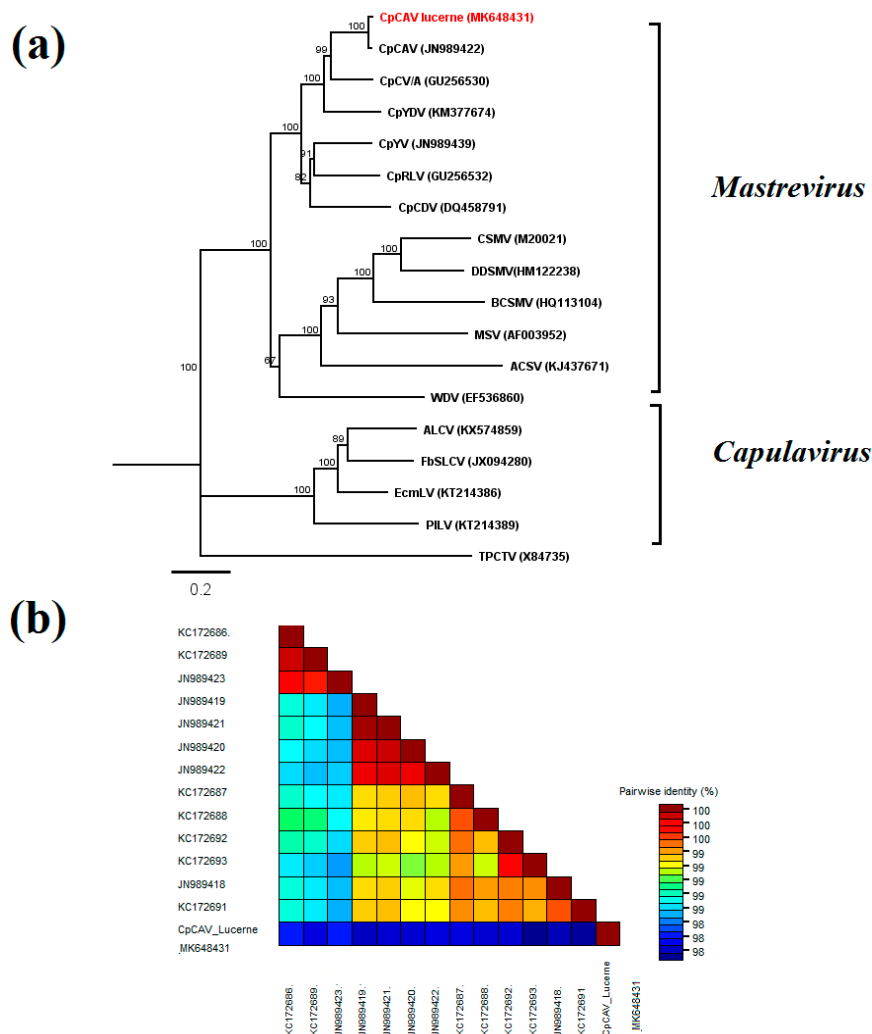 (a)
CpCAV lucerne (MK648431)
CpCAV (JN989422)
CpCV/A (GU256530)
CpYDV (KM377674)
CpYV (JN989439)
CpRLV (GU256532)
CpCDV (DQ458791)
CSMV (M20021)
DDSMV(HM122238)
BCSMV (HQ113104)
MSV (AF003952)
ACSV (KJ437671)
WDV (EF536860)
ALCV (KX574859)
FbSLCV (JX094280)
EcmLV (KT214386)
PILV (KT214389)
TPCTV (X84735)
100
99
100
100
91
82
100
100
100
93
100
67
100
89
100
100
Mastrevirus
Capulavirus
0.2
(b)
KC172686.
KC172689
JN989423
JN989419
JN989421
JN989420
JN989422
KC172687
KC172688
KC172692
KC172693
JN989418
KC172691
CpCAV_Lucerne
_MK648431
Pairwise identity (%)
100
100
100
99
99
99
99
99
98
98
98
KC172686.
KC172689.
JN989423.
JN989419.
JN989421.
JN989420.
JN989422.
KC172687.
KC172688.
KC172692.
KC172693.
JN989418.
KC172691
CpCAV_Lucerne
_MK648431